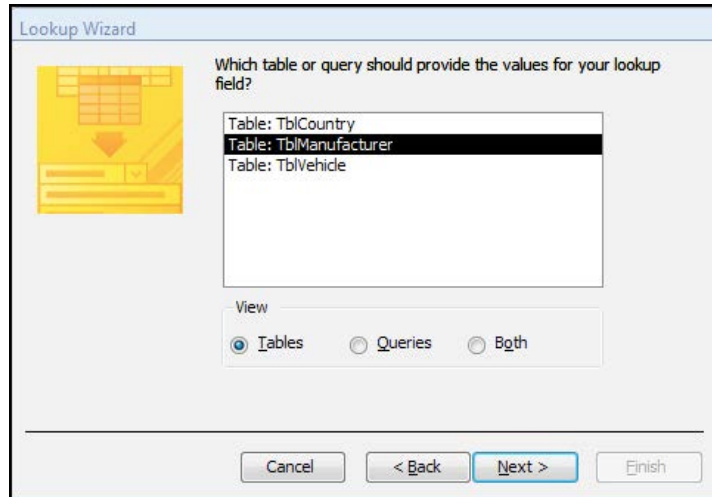 Lookup Wizard
Which table or query should provide the values for your lookup
field?
Table: TblCountry
Table: TblManufacturer
Table: TblVehicle
View
Tables
Queries
Both
Cancel
< Back
Next >
Finish